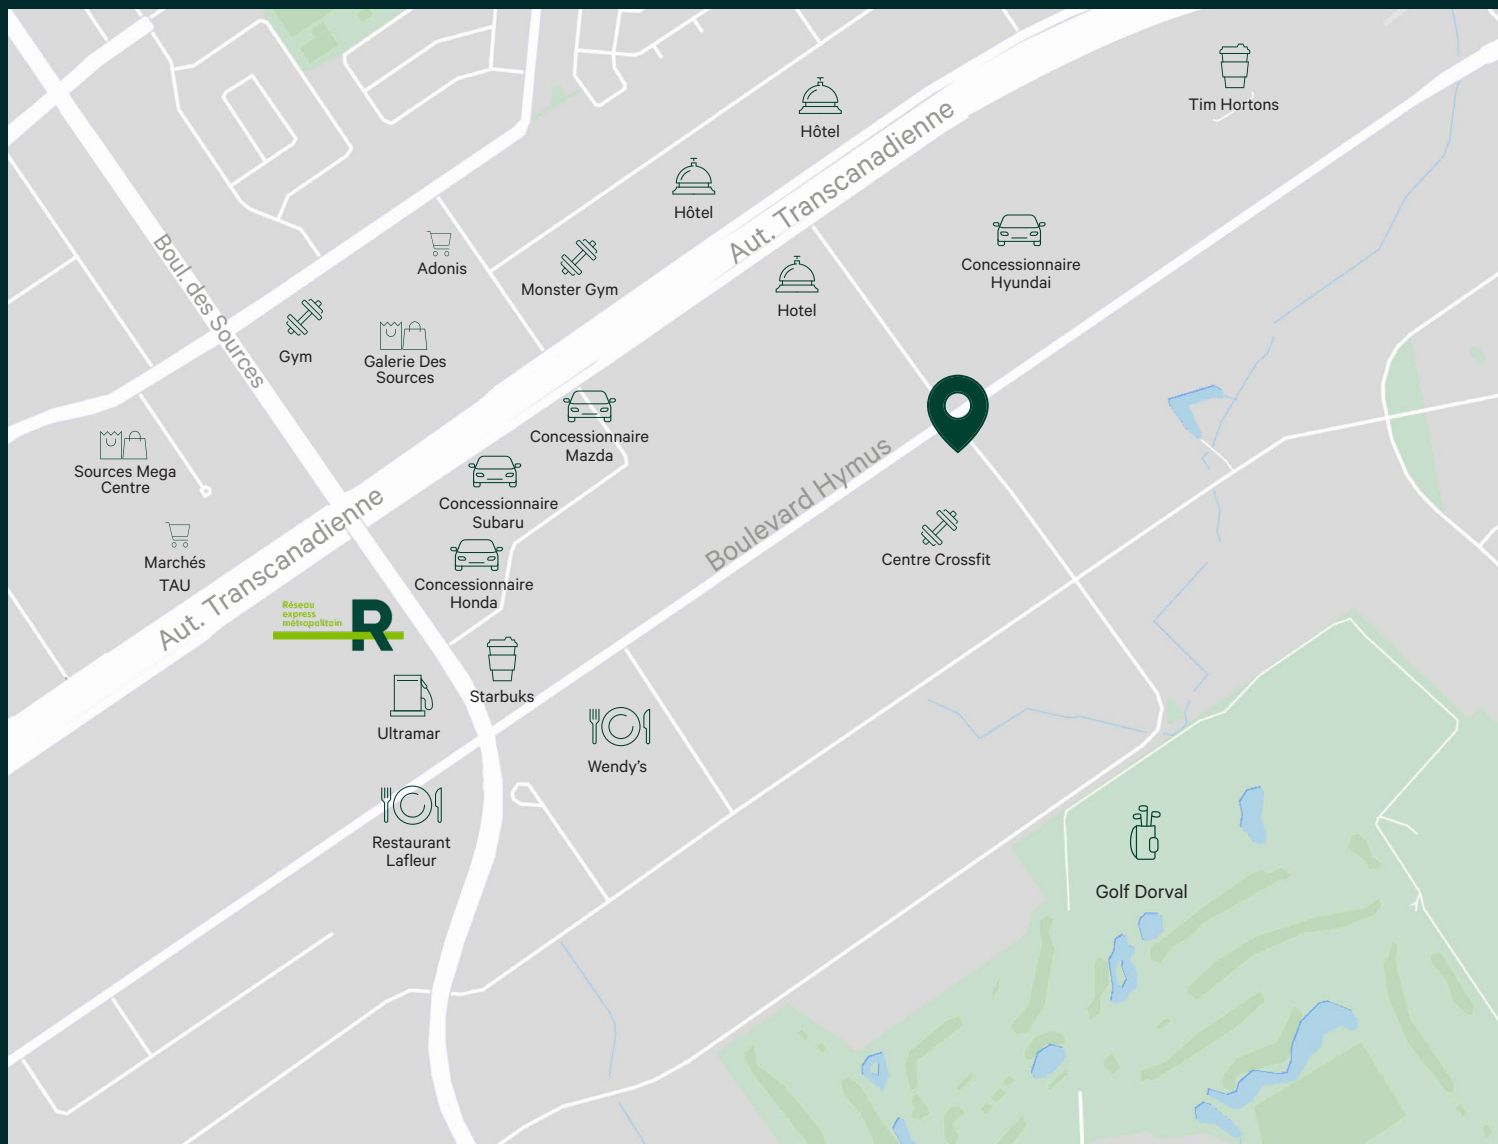 Tim Hortons
Hôtel
Aut. Transcanadienne
Hôtel
Boul. des Sources
Adonis
Monster Gym
Concessionnaire
Hyundai
Hotel
Gym
Galerie Des
Sources
Concessionnaire
Mazda
Sources Mega
Centre
Boulevard Hymus
Concessionnaire
Subaru
Aut. Transcanadienne
Marchés
TAU
Centre Crossfit
Concessionnaire
Honda
Réseau
express
métropolitain
R
Starbuks
Ultramar
Wendy's
Restaurant
Lafleur
Golf Dorval